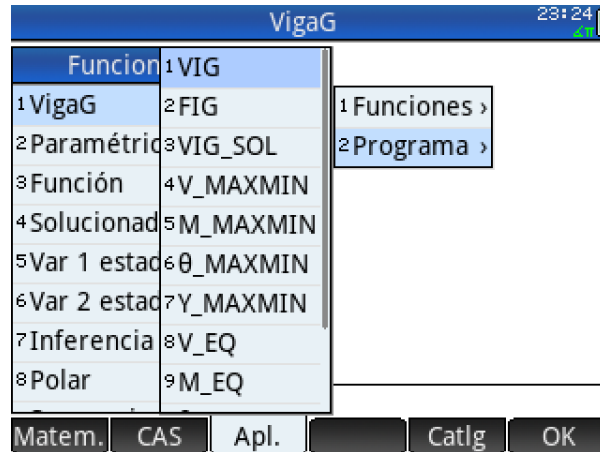 VigaG
23:24
∡π
Funcion
1 VigaG
2 Paramétric
3 Función
4 Solucionad
5 Var 1 estad
6 Var 2 estad
7 Inferencia
8 Polar
1 VIG
2 FIG
3 VIG_SOL
4 V_MAXMIN
5 M_MAXMIN
6 θ_MAXMIN
7 Y_MAXMIN
8 V_EQ
9 M_EQ
1 Funciones ›
2 Programa ›
Matem. CAS Apl. Catlg OK